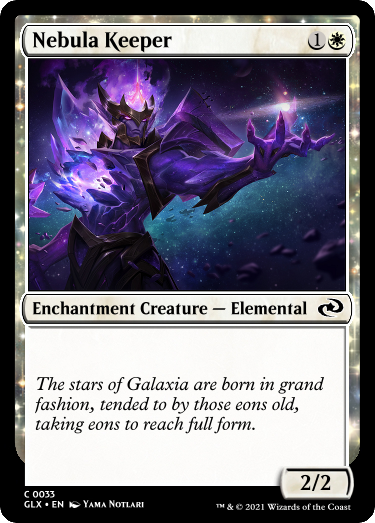 Nebula Keeper 1
Enchantment Creature — Elemental
The stars of Galaxia are born in grand
fashion, tended to by those eons old,
taking eons to reach full form.
2/2
C 0033
GLX • EN Yama Notlari
™ & © 2021 Wizards of the Coast